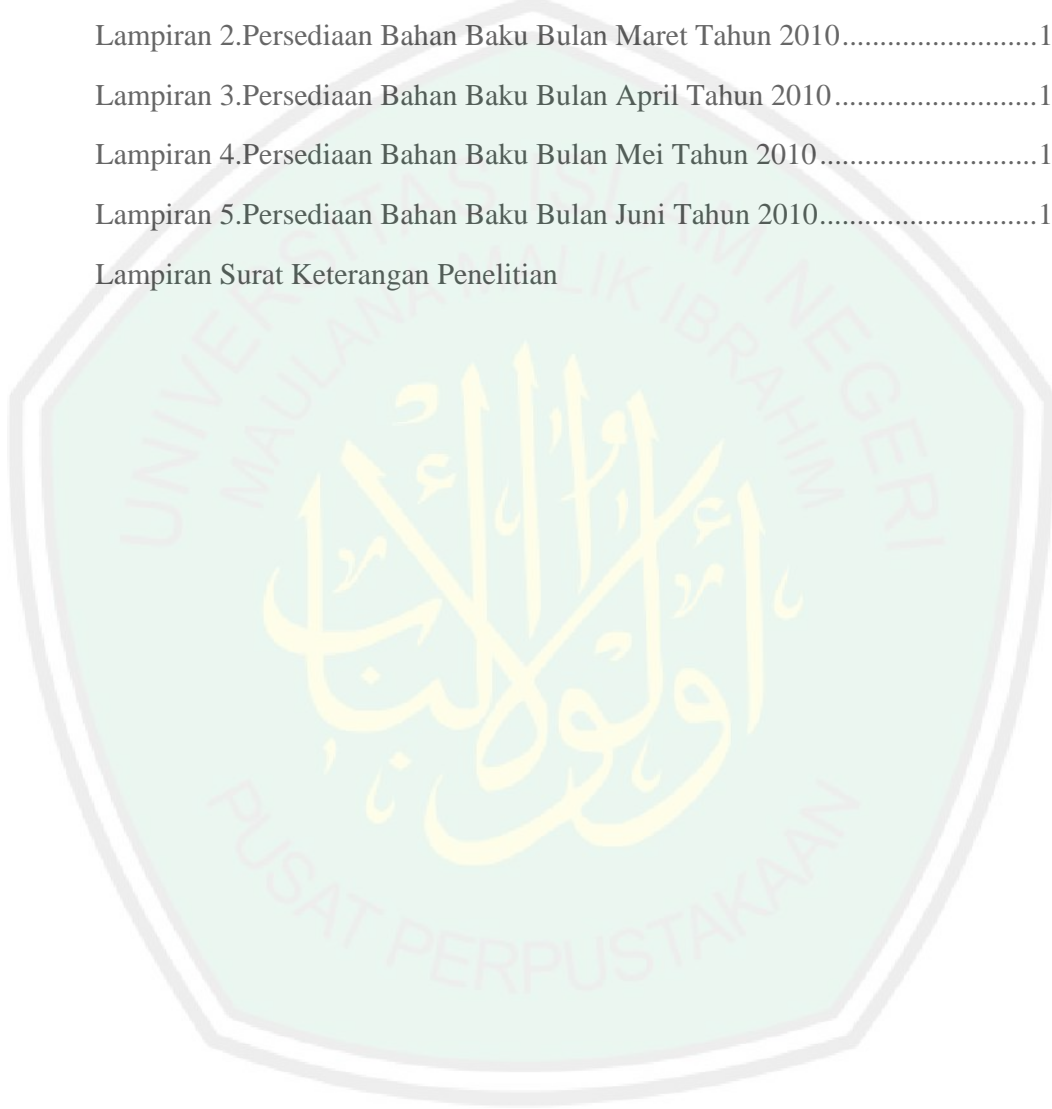 Lampiran 2.Persediaan Bahan Baku Bulan Maret Tahun 2010..........................1
Lampiran 3.Persediaan Bahan Baku Bulan April Tahun 2010...........................1
Lampiran 4.Persediaan Bahan Baku Bulan Mei Tahun 2010.............................1
Lampiran 5.Persediaan Bahan Baku Bulan Juni Tahun 2010.............................1
Lampiran Surat Keterangan Penelitian
UNIVERSITAS ISLAM NEGERI
MAULANA MALIK IBRAHIM
أولوا الألباب
PUSAT PERPUSTAKAAN